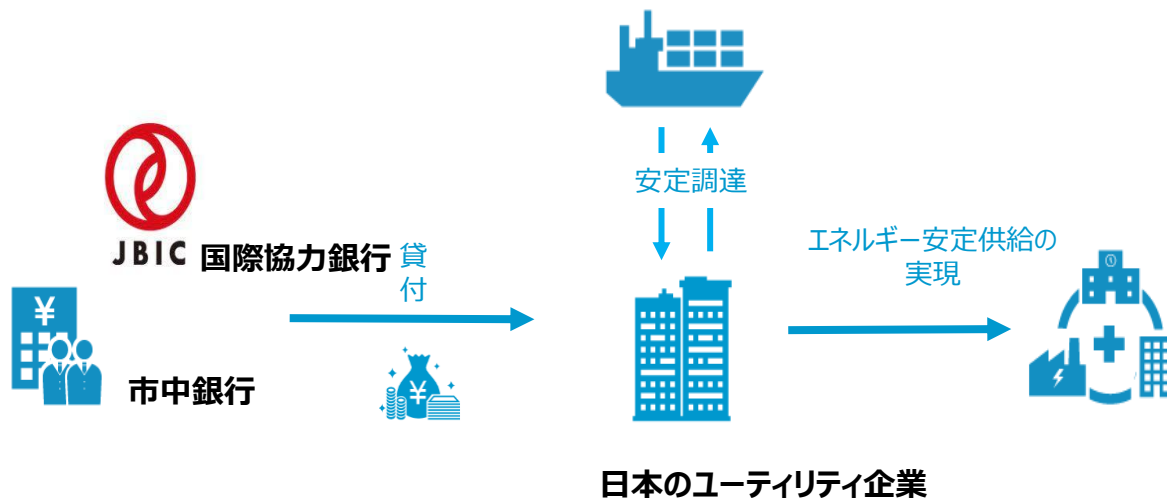 安定調達
JBIC 国際協力銀行
貸
付
エネルギー安定供給の
実現
¥
市中銀行
¥
日本のユーティリティ企業